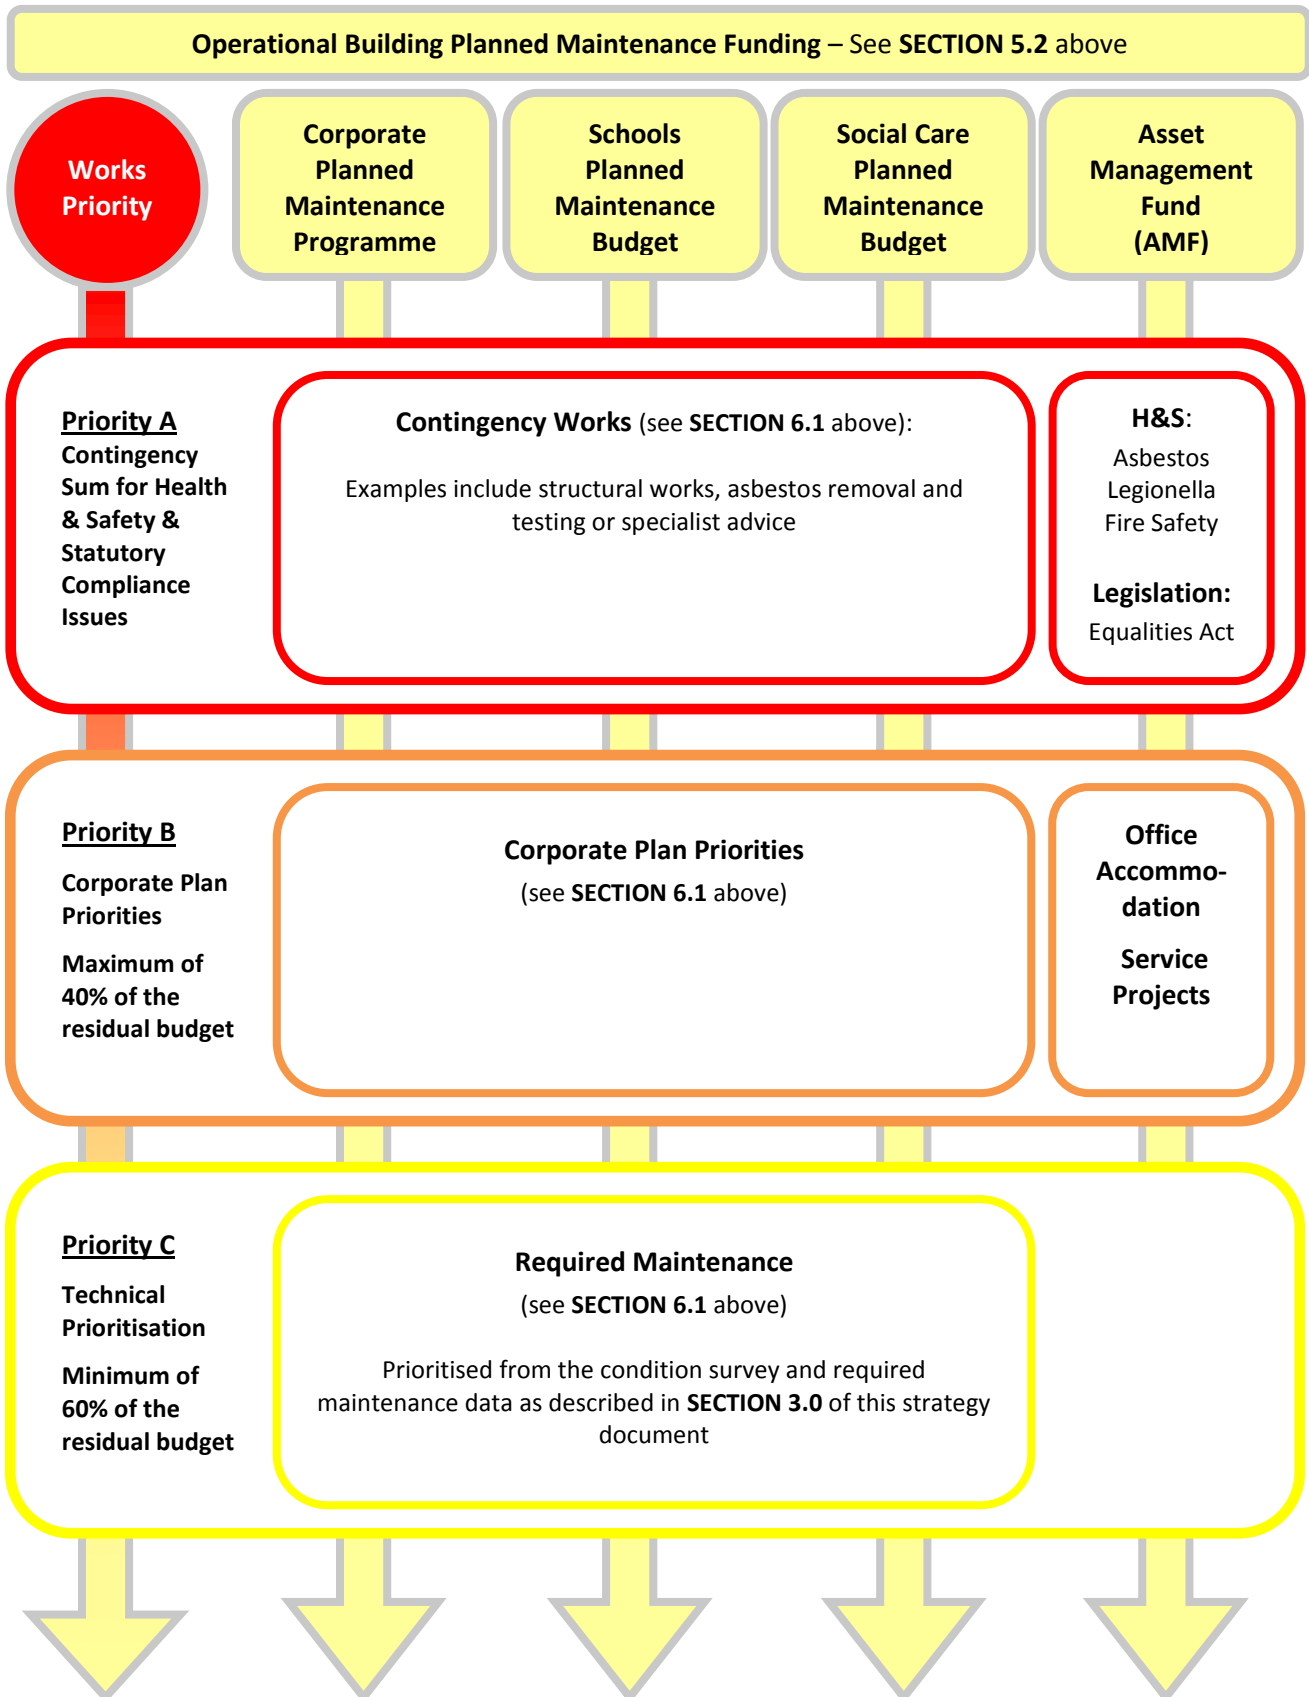 Operational Building Planned Maintenance Funding – See SECTION 5.2 above
Works
Priority
Corporate
Planned
Maintenance
Programme
Schools
Planned
Maintenance
Budget
Social Care
Planned
Maintenance
Budget
Asset
Management
Fund
(AMF)
Priority A
Contingency
Sum for Health
& Safety &
Statutory
Compliance
Issues
Contingency Works (see SECTION 6.1 above):
Examples include structural works, asbestos removal and
testing or specialist advice
H&S:
Asbestos
Legionella
Fire Safety
Legislation:
Equalities Act
Priority B
Corporate Plan
Priorities
Maximum of
40% of the
residual budget
Corporate Plan Priorities
(see SECTION 6.1 above)
Office
Accommo-
dation
Service
Projects
Priority C
Technical
Prioritisation
Minimum of
60% of the
residual budget
Required Maintenance
(see SECTION 6.1 above)
Prioritised from the condition survey and required
maintenance data as described in SECTION 3.0 of this strategy
document